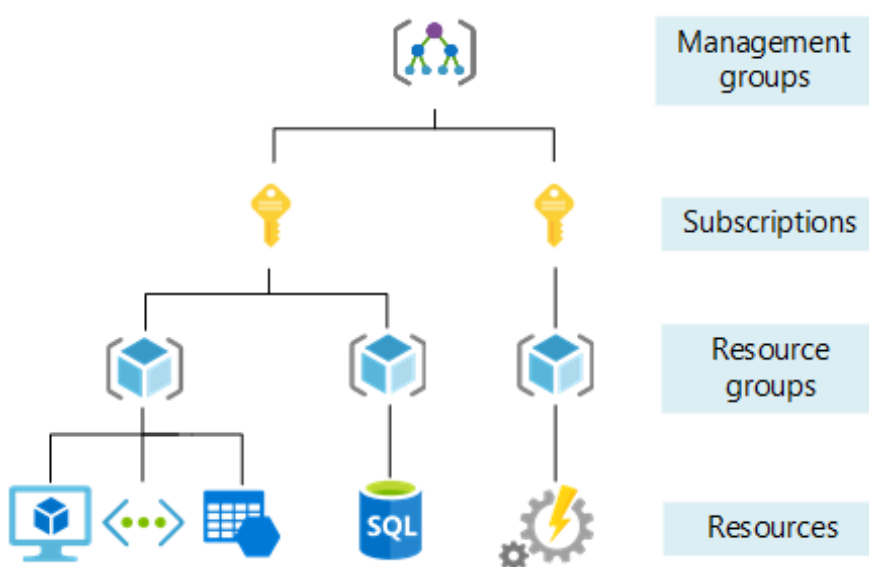 Management
groups
Subscriptions
Resource
groups
SQL
Resources